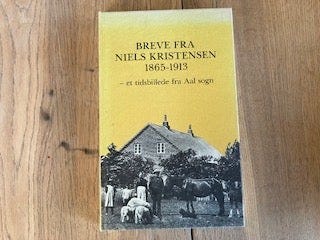 BREVE FRA
NIELS KRISTENSEN
1865-1913
– et tidsbillede fra Aal sogn